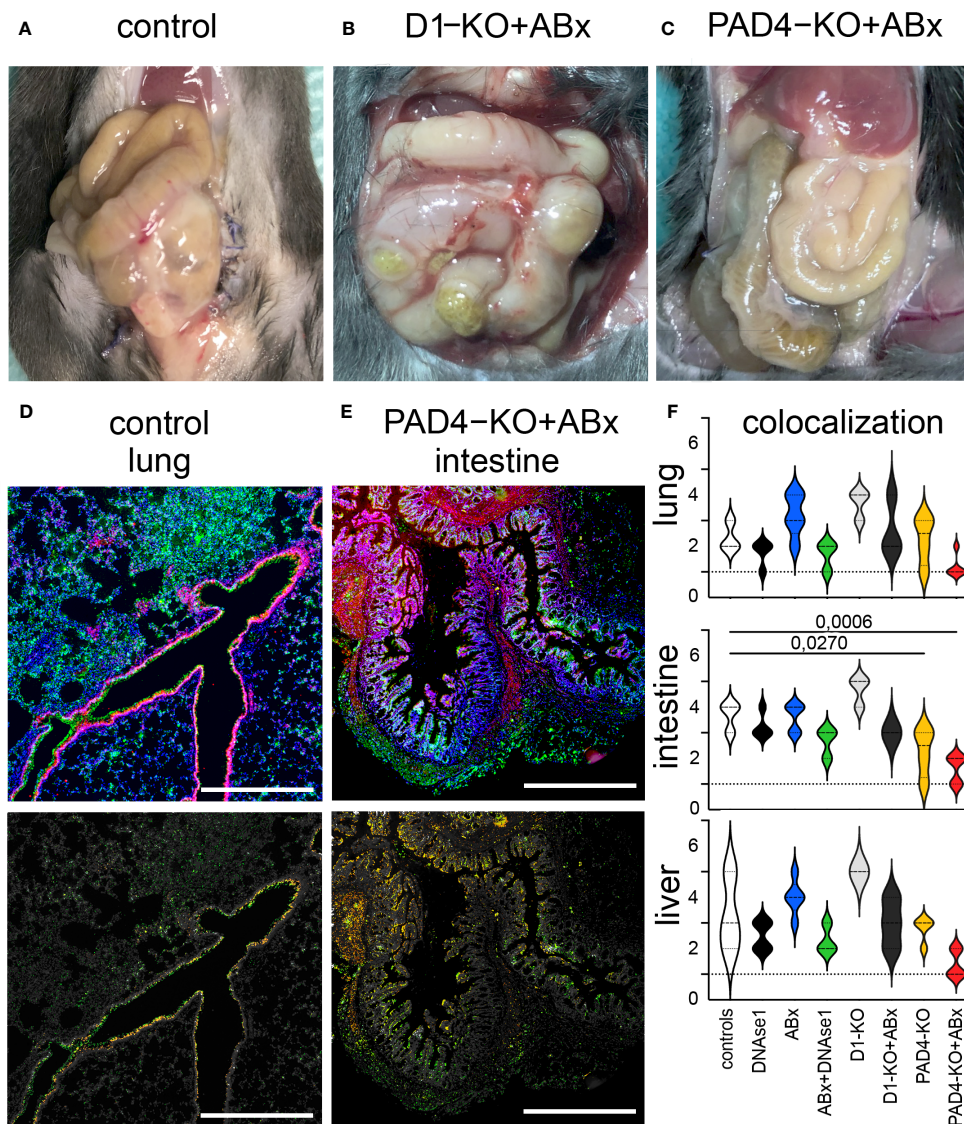 A control
B D1–KO+ABx
C PAD4–KO+ABx
D control
lung
E PAD4–KO+ABx
intestine
F colocalization
lung
6
4
2
0
intestine
0,0006
0,0270
6
4
2
0
liver
6
4
2
0
controls
DNAse1
ABx
ABx+DNAse1
D1-KO
D1-KO+ABx
PAD4-KO
PAD4-KO+ABx